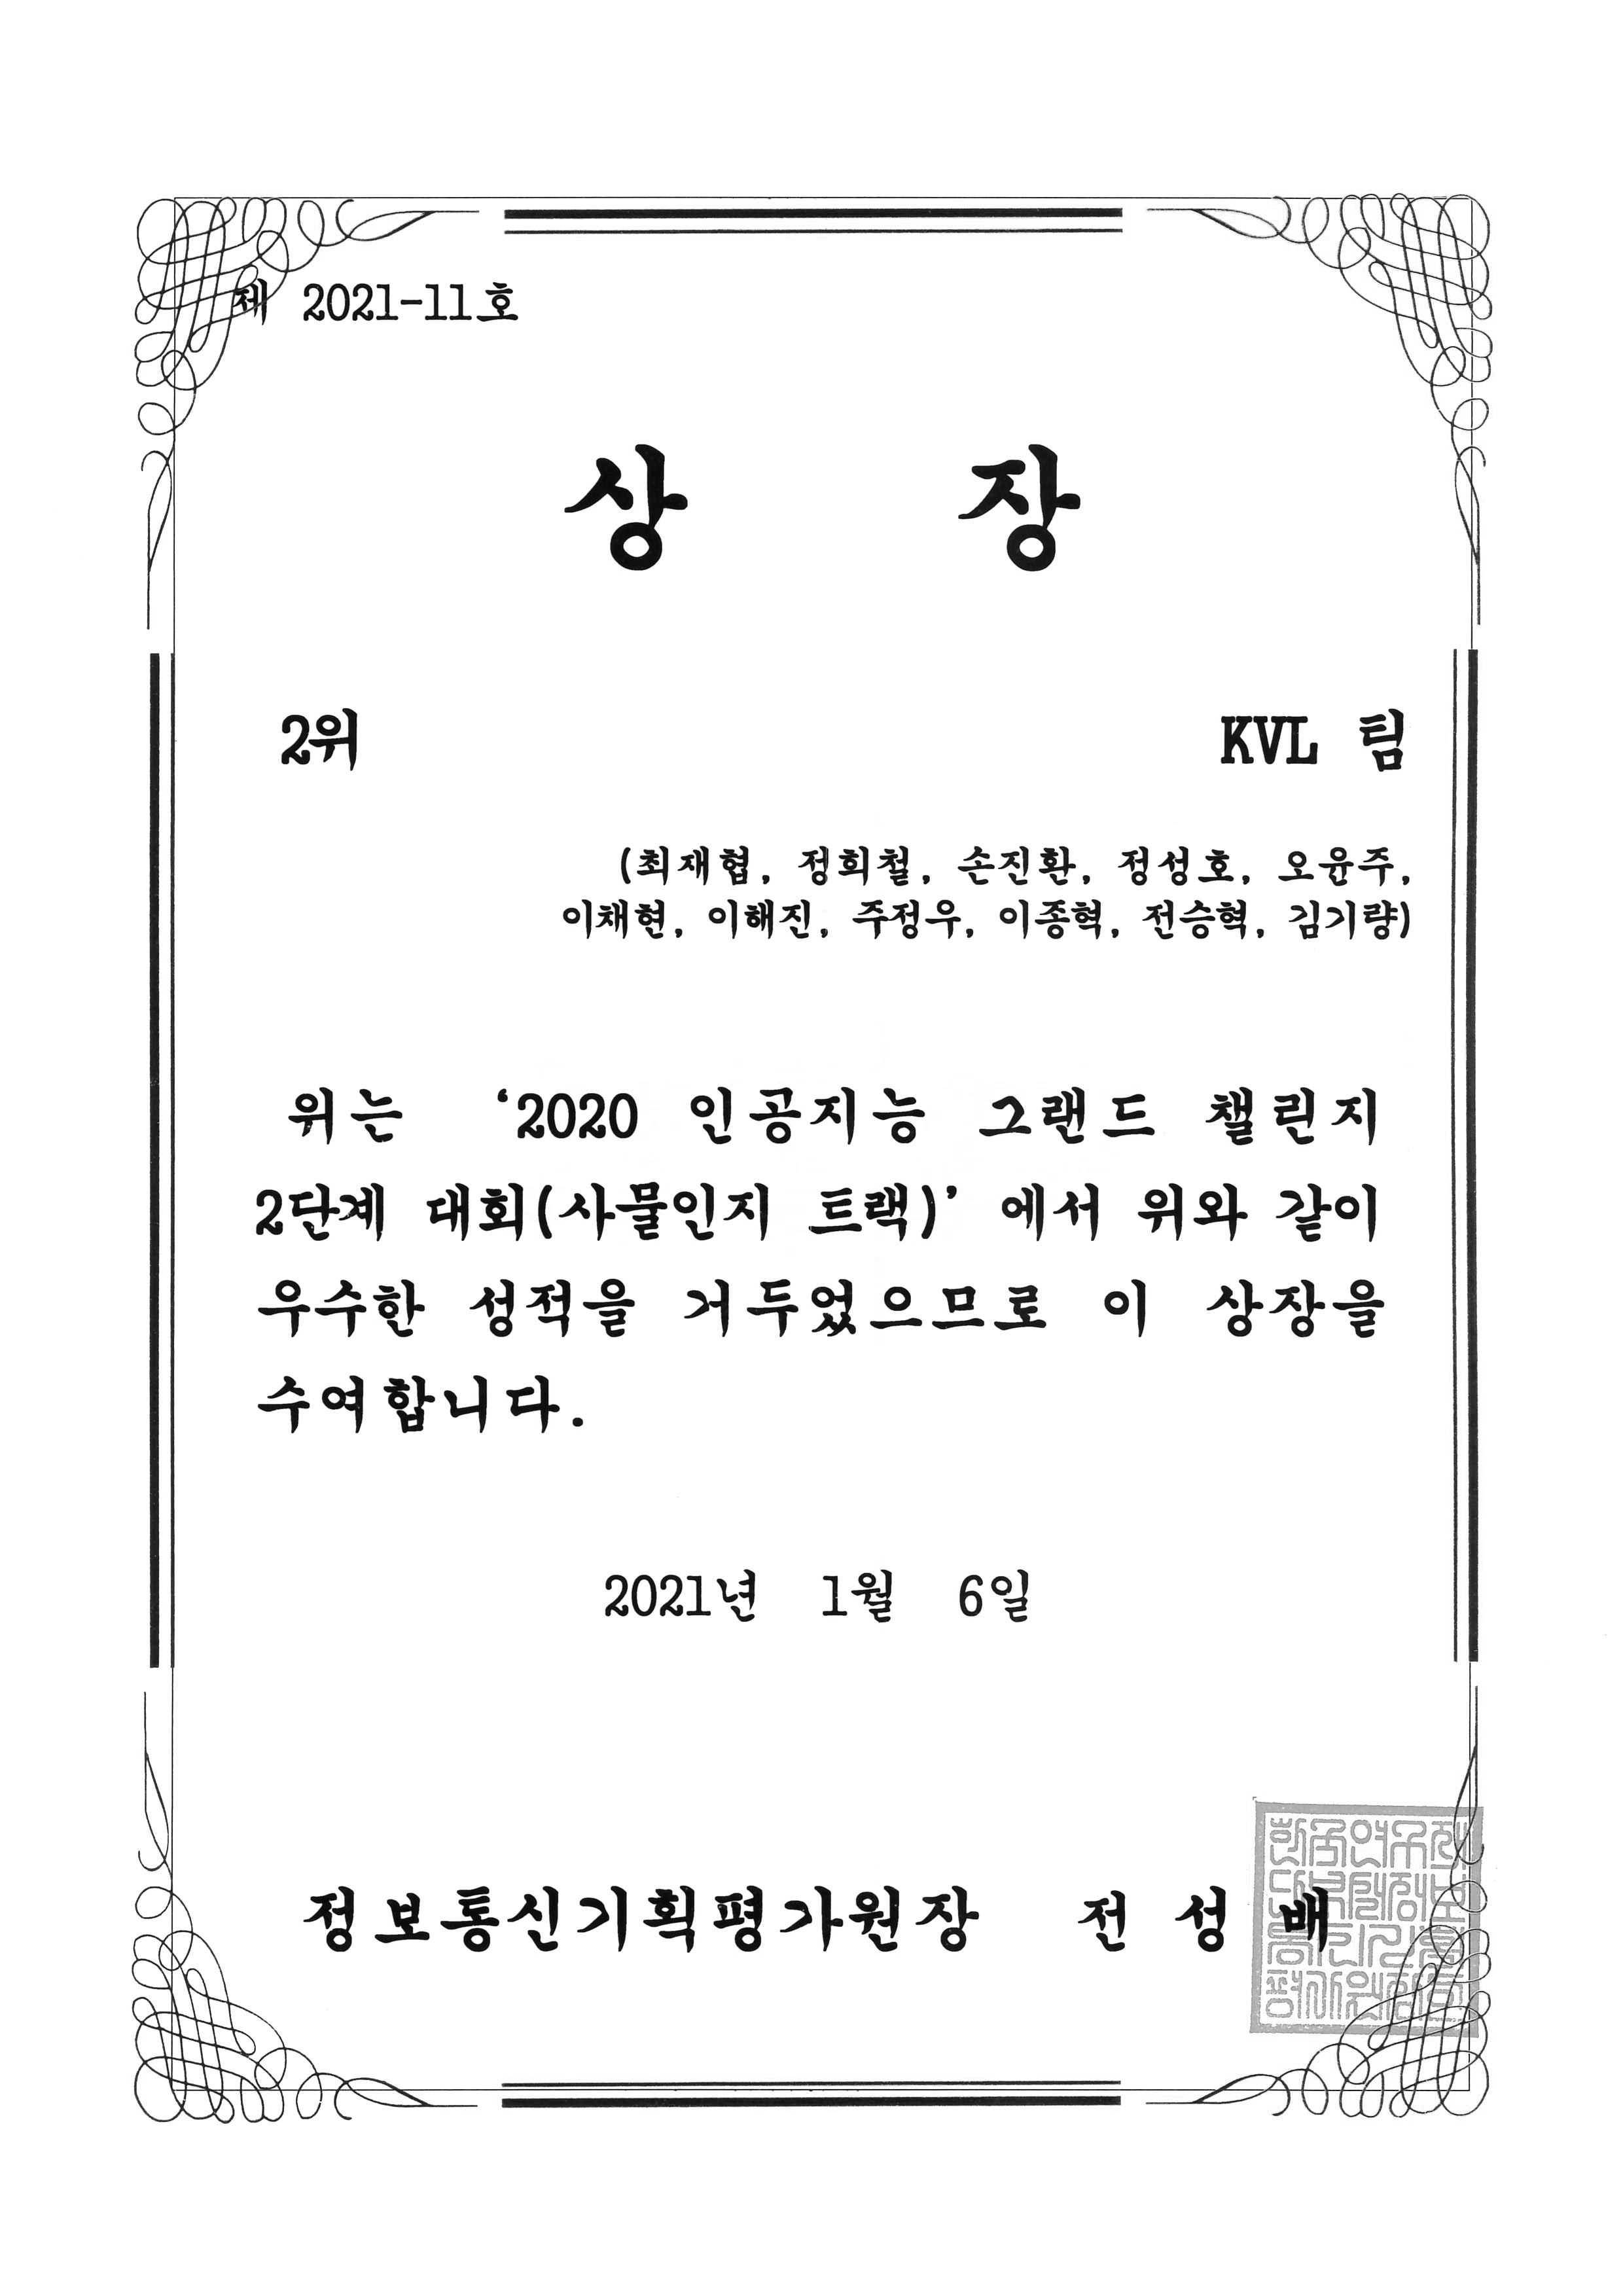 제 2021-11호
상 장
2위 KVL 팀
(최재협, 정희철, 손진환, 정성호, 오윤주,
이채현, 이해진, 주정우, 이종혁, 전승혁, 김기량)
위는 ‘2020 인공지능 그랜드 챌린지
2단계 대회(사물인지 트랙)’ 에서 위와 같이
우수한 성적을 거두었으므로 이 상장을
수여합니다.
2021년 1월 6일
정보통신기획평가원장 전 성 배